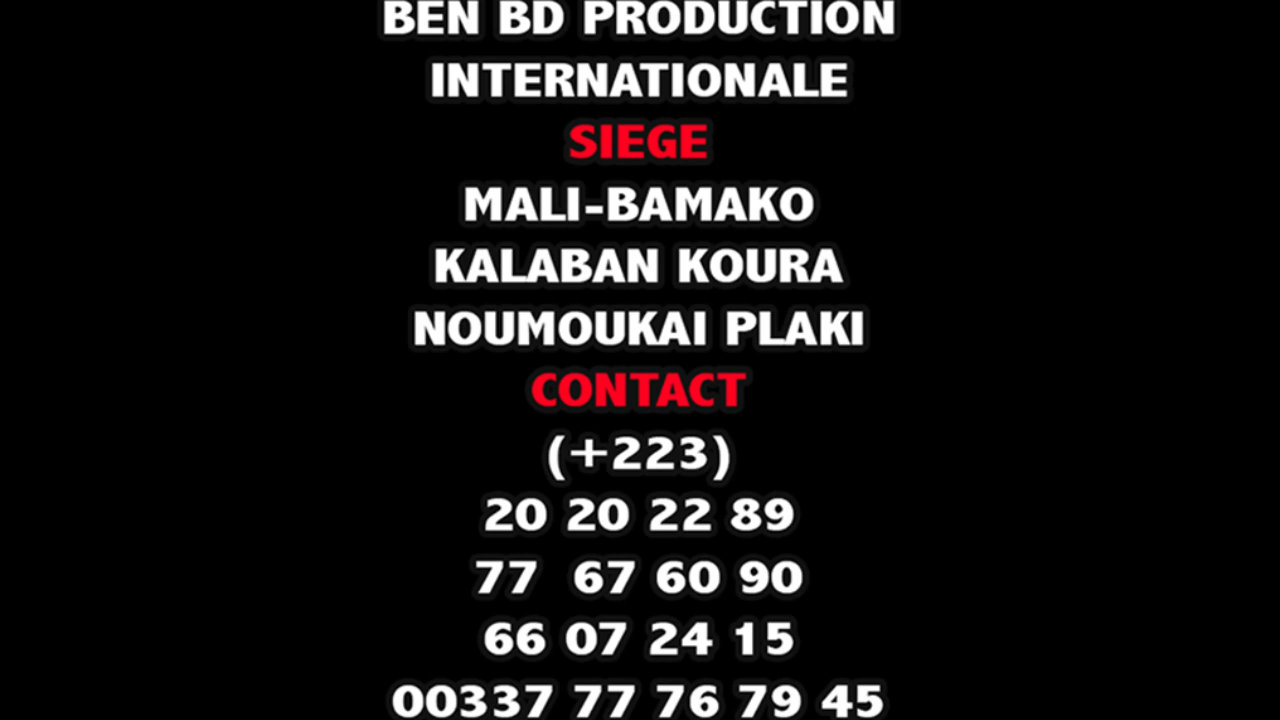 BEN BD PRODUCTION
INTERNATIONALE
SIEGE
MALI-BAMAKO
KALABAN KOURA
NOUMOUKAI PLAKI
CONTACT
(+223)
20 20 22 89
77 67 60 90
66 07 24 15
00337 77 76 79 45